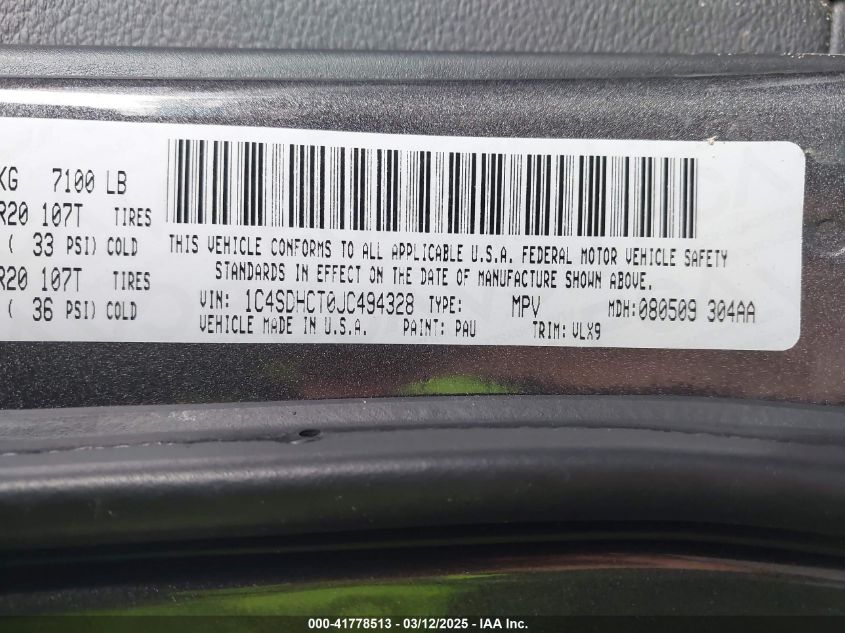 KG 7100 LB
R20 107T TIRES
( 33 PSI) COLD
R20 107T TIRES
( 36 PSI) COLD
THIS VEHICLE CONFORMS TO ALL APPLICABLE U.S.A. FEDERAL MOTOR VEHICLE SAFETY
STANDARDS IN EFFECT ON THE DATE OF MANUFACTURE SHOWN ABOVE.
VIN: 1C4SDHCT0JC494328 TYPE: MPV MDH:080509 304AA
VEHICLE MADE IN U.S.A. PAINT: PAU TRIM: VLX9
000-41778513 - 03/12/2025 - IAA Inc.